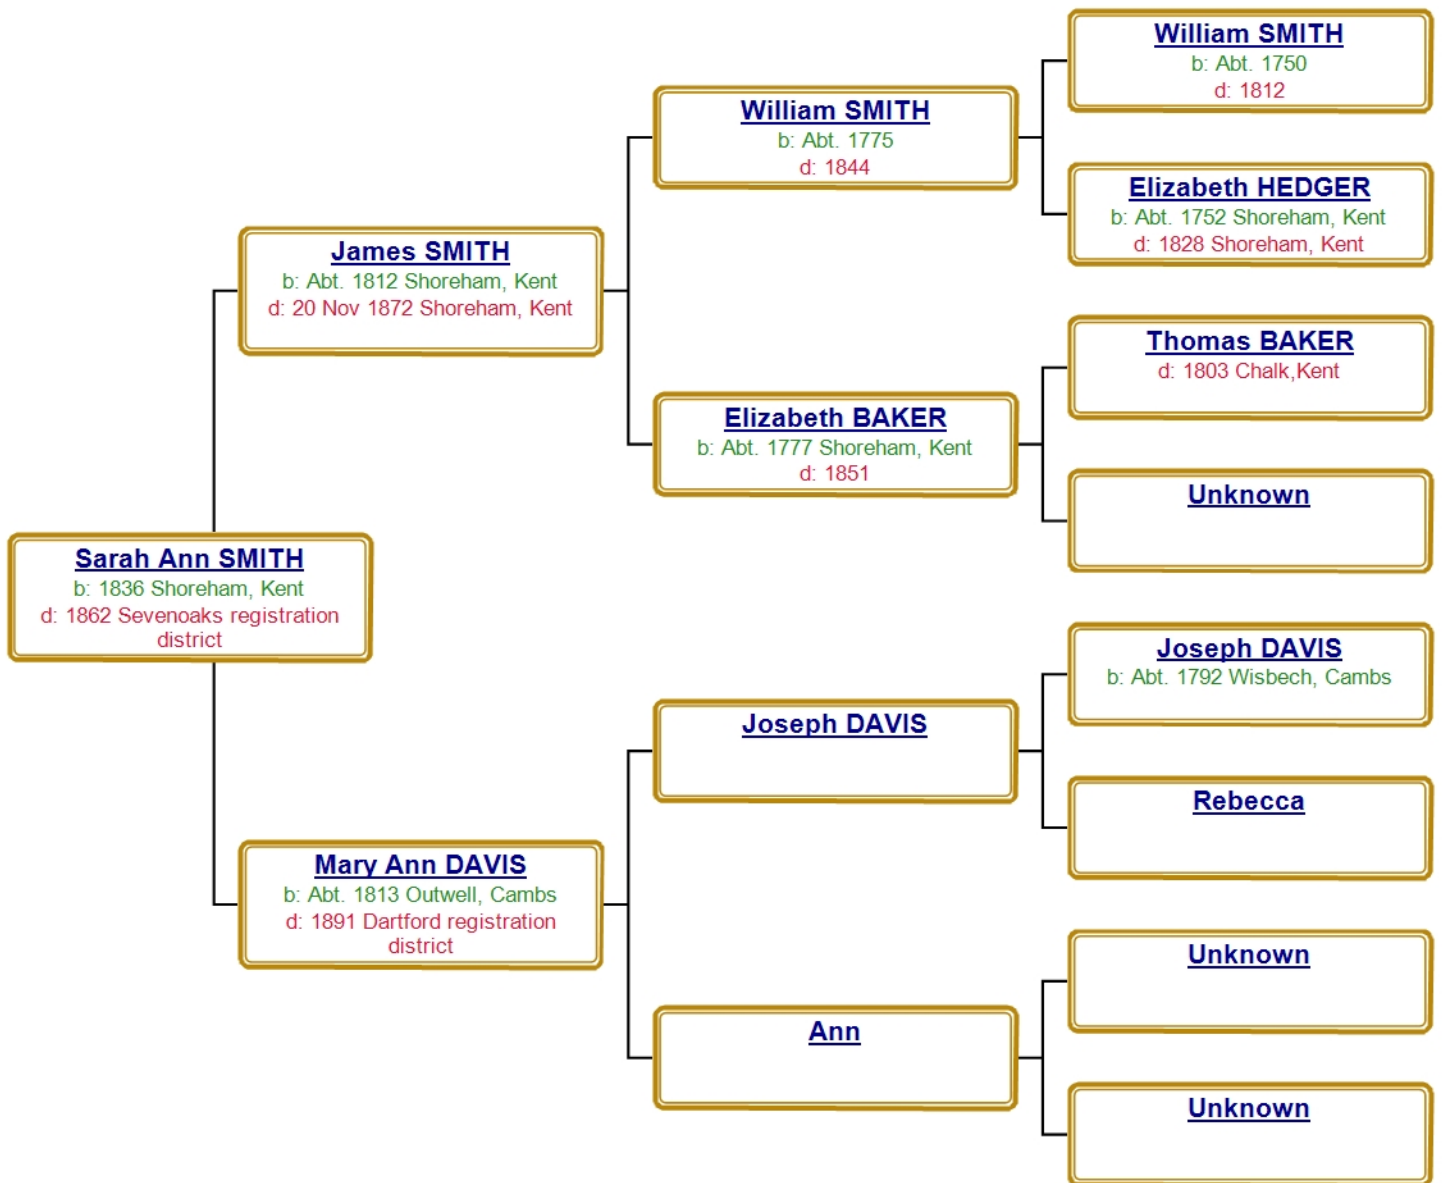 William SMITH
b: Abt. 1750
d: 1812
William SMITH
b: Abt. 1775
d: 1844
Elizabeth HEDGER
b: Abt. 1752 Shoreham, Kent
d: 1828 Shoreham, Kent
James SMITH
b: Abt. 1812 Shoreham, Kent
d: 20 Nov 1872 Shoreham, Kent
Thomas BAKER
d: 1803 Chalk,Kent
Elizabeth BAKER
b: Abt. 1777 Shoreham, Kent
d: 1851
Unknown
Sarah Ann SMITH
b: 1836 Shoreham, Kent
d: 1862 Sevenoaks registration
district
Joseph DAVIS
b: Abt. 1792 Wisbech, Cambs
Joseph DAVIS
Rebecca
Mary Ann DAVIS
b: Abt. 1813 Outwell, Cambs
d: 1891 Dartford registration
district
Unknown
Ann
Unknown